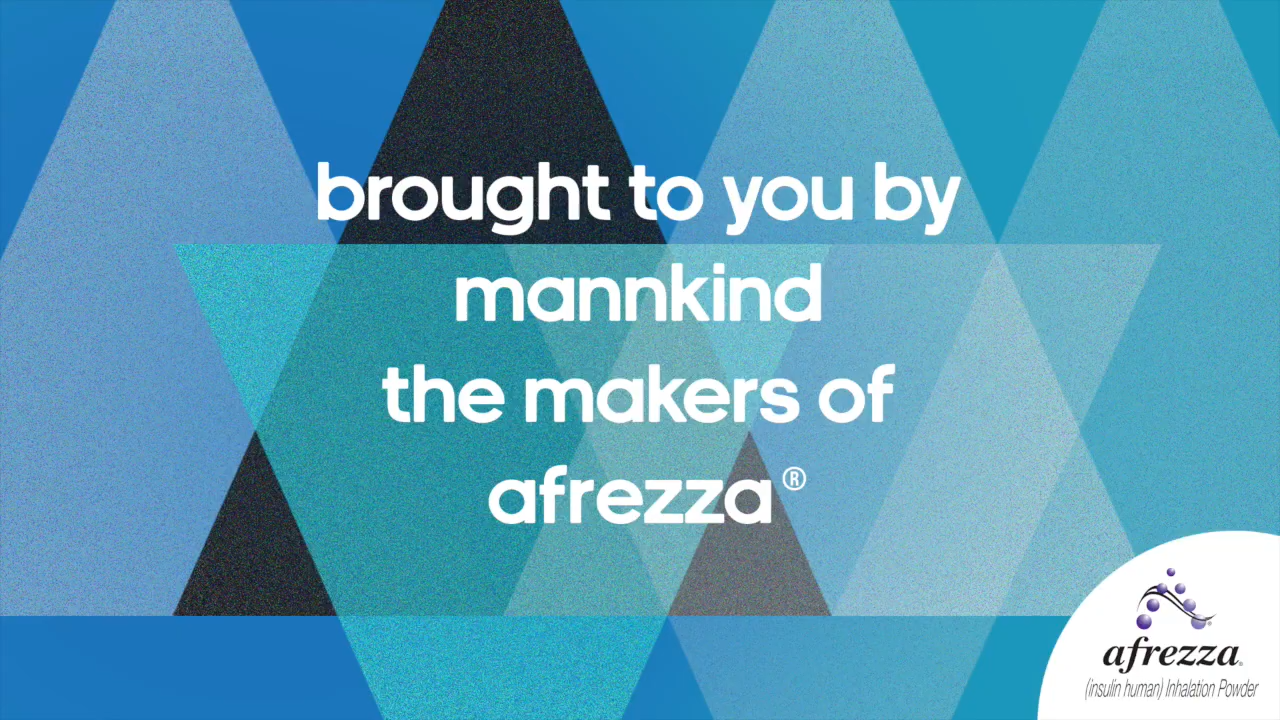 brought to you by
mannkind
the makers of
afrezza®
afrezza®
(insulin human) Inhalation Powder